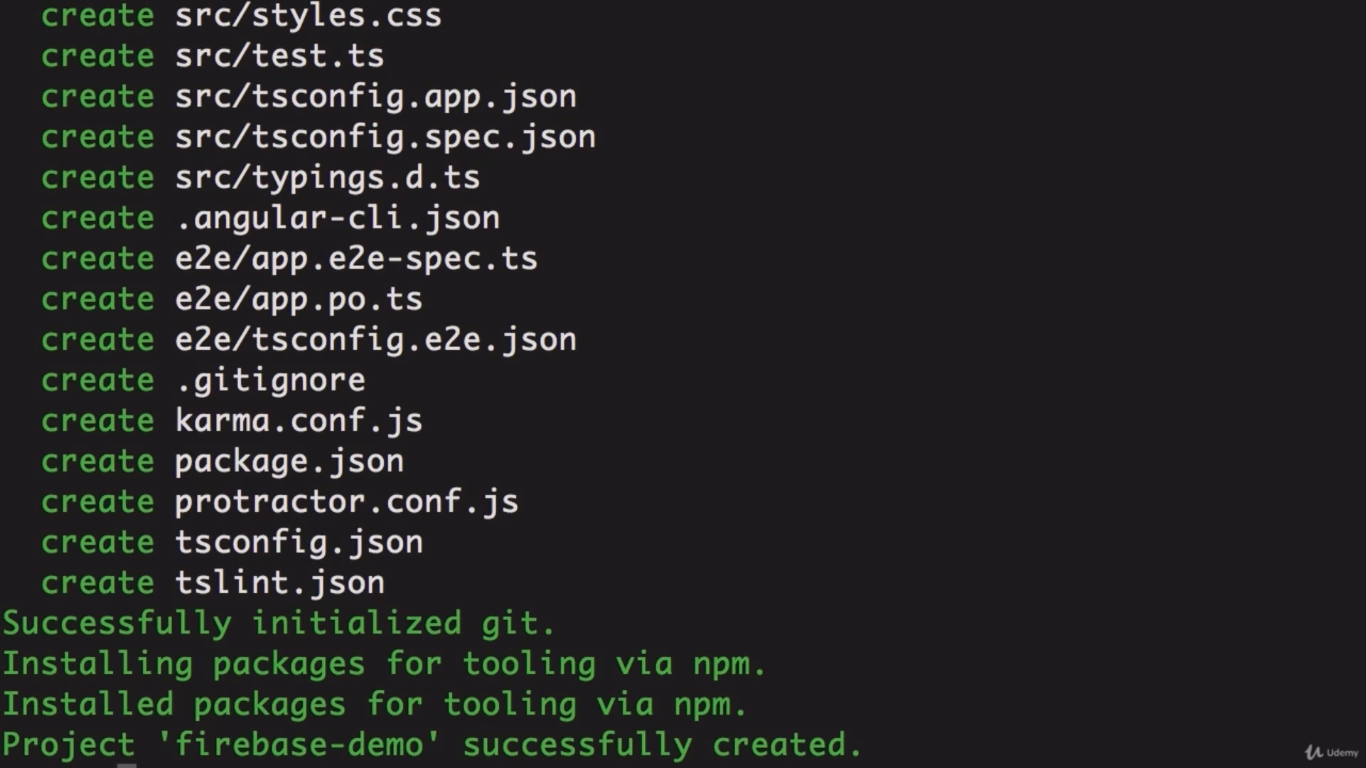 create src/styles.css
create src/test.ts
create src/tsconfig.app.json
create src/tsconfig.spec.json
create src/typings.d.ts
create .angular-cli.json
create e2e/app.e2e-spec.ts
create e2e/app.po.ts
create e2e/tsconfig.e2e.json
create .gitignore
create karma.conf.js
create package.json
create protractor.conf.js
create tsconfig.json
create tslint.json
Successfully initialized git.
Installing packages for tooling via npm.
Installed packages for tooling via npm.
Project 'firebase-demo' successfully created.
Udemy